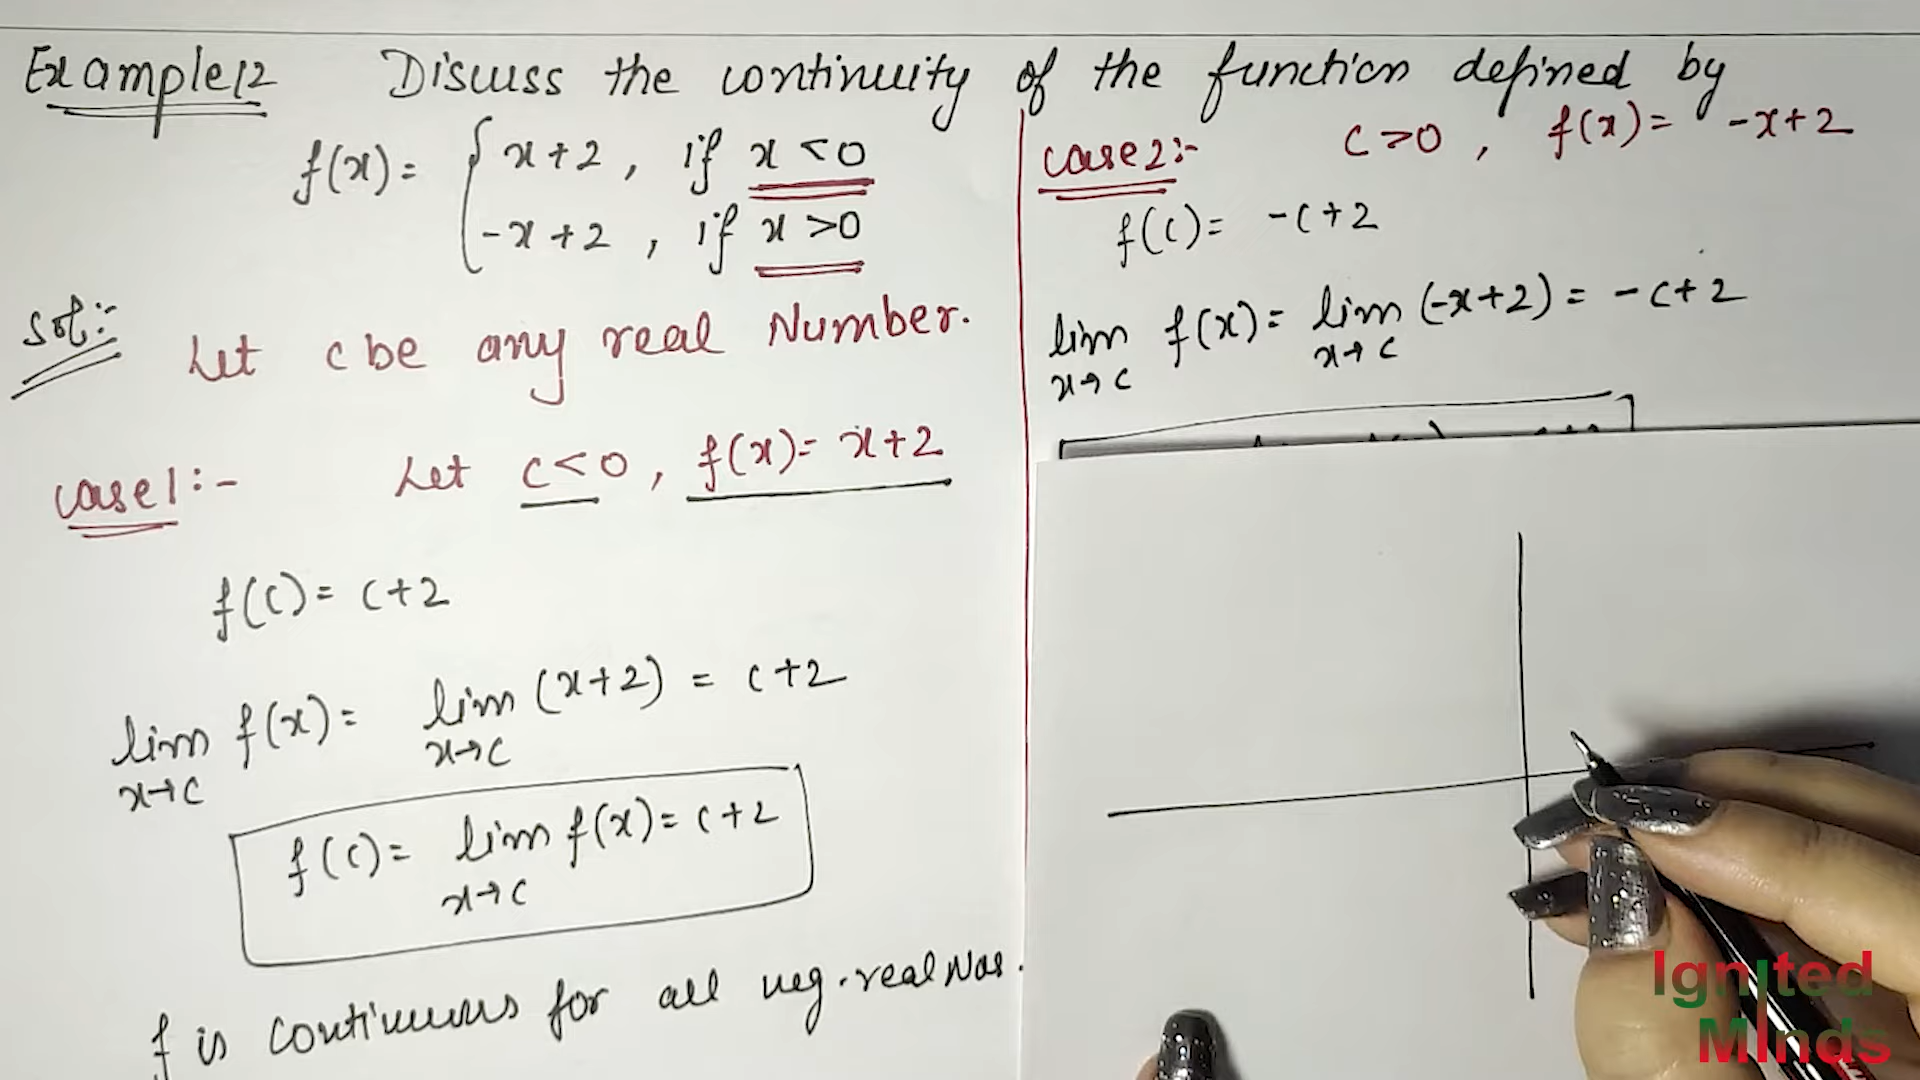 Example 12 Discuss the continuity of the function defined by
f(x) = { x+2 , if x < 0
-x+2 , if x > 0
Sol:-
Let c be any real Number.
Case 1:- Let c < 0 , f(x) = x+2
f(c) = c+2
lim x→c f(x) = lim x→c (x+2) = c+2
f(c) = lim x→c f(x) = c+2
f is continuous for all neg. real Nos.
Case 2:- c > 0 , f(x) = -x+2
f(c) = -c+2
lim x→c f(x) = lim x→c (-x+2) = -c+2
Ignited
Minds